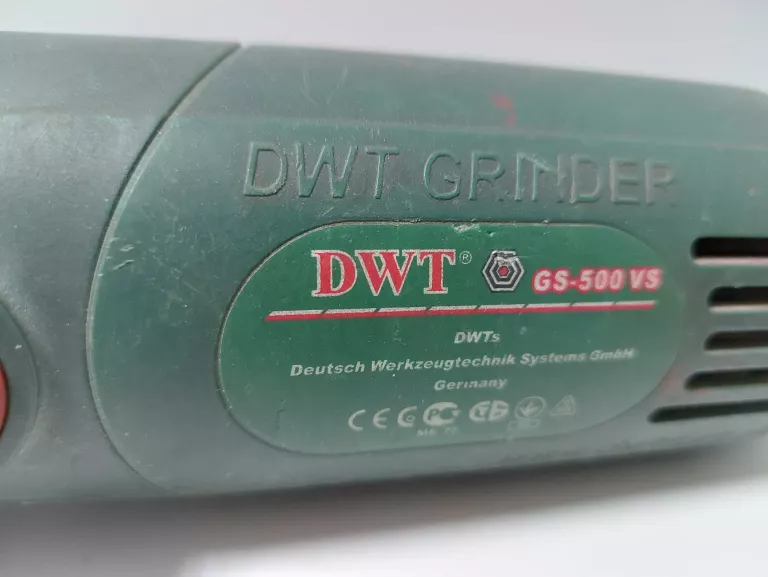 DWT GRINDER
DWT® GS-500 VS
DWTs
Deutsch Werkzeugtechnik Systems GmbH
Germany